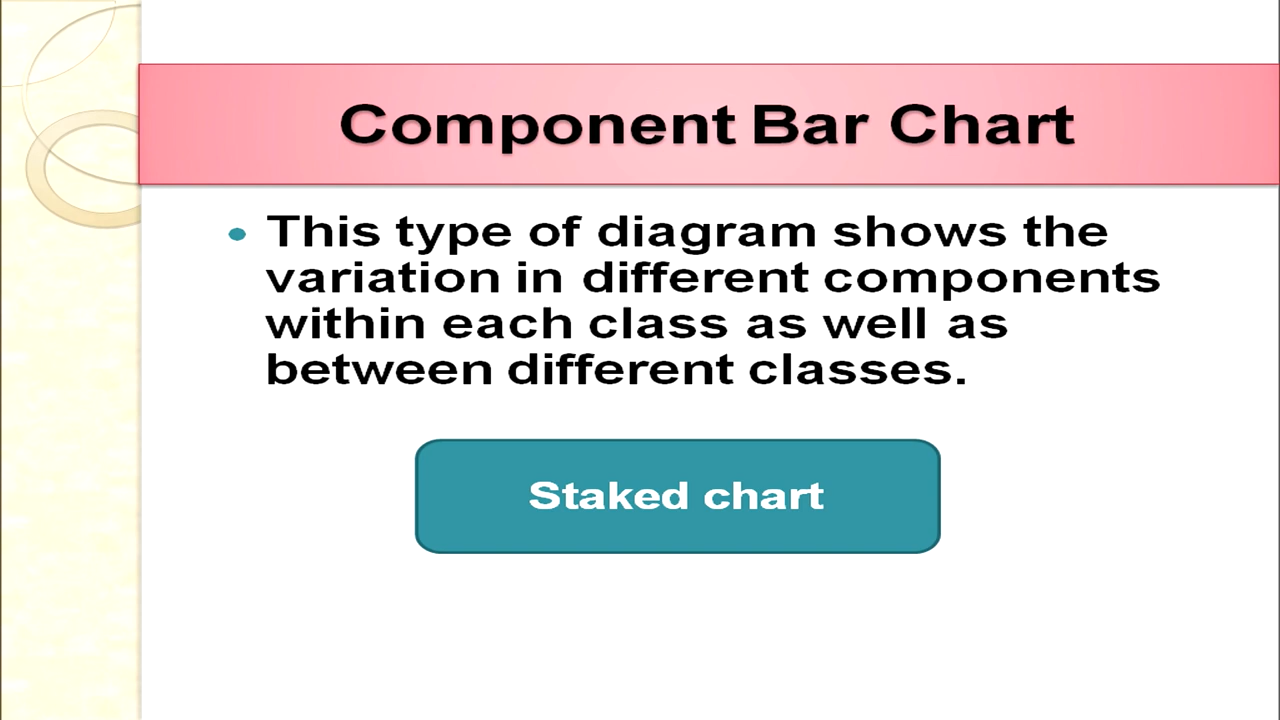 Component Bar Chart
• This type of diagram shows the
variation in different components
within each class as well as
between different classes.
Staked chart